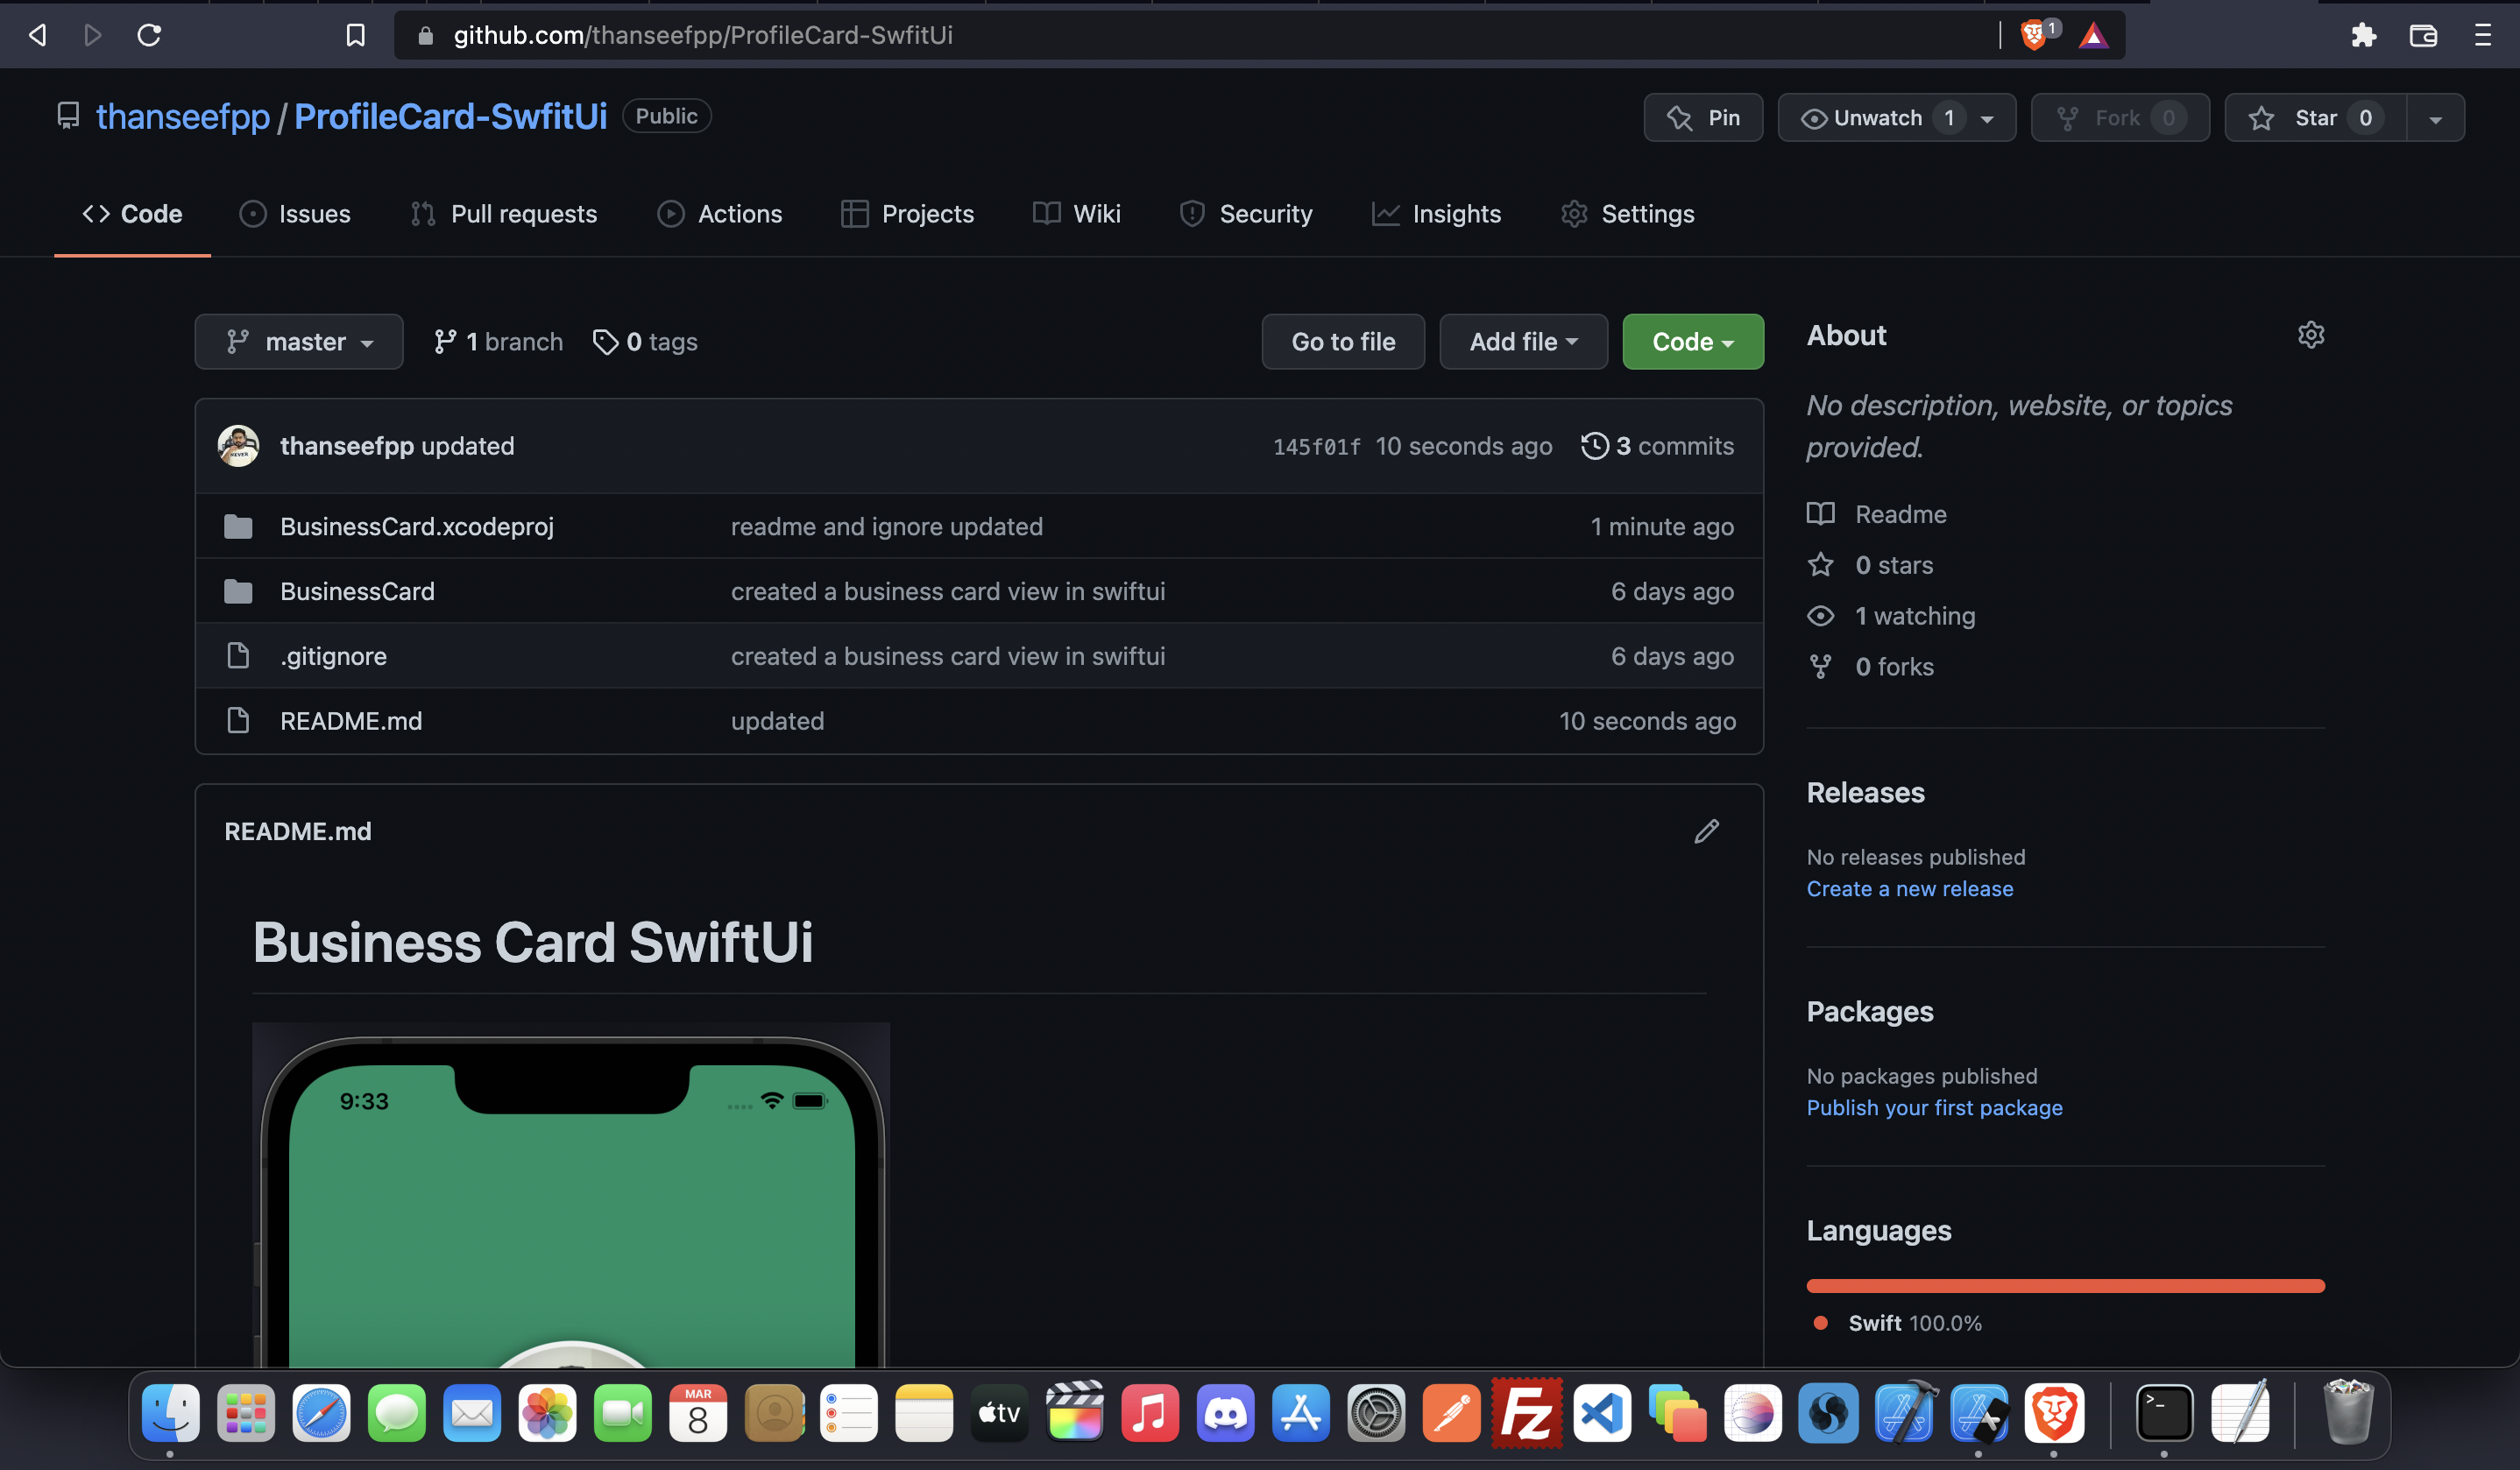 github.com/thanseefpp/ProfileCard-SwfitUi
1
thanseefpp / ProfileCard-SwfitUi Public
Pin
Unwatch 1
Fork 0
Star 0
Code
Issues
Pull requests
Actions
Projects
Wiki
Security
Insights
Settings
master
1 branch
0 tags
Go to file
Add file
Code
thanseefpp updated
145f01f 10 seconds ago
3 commits
BusinessCard.xcodeproj
readme and ignore updated
1 minute ago
BusinessCard
created a business card view in swiftui
6 days ago
.gitignore
created a business card view in swiftui
6 days ago
README.md
updated
10 seconds ago
About
No description, website, or topics
provided.
Readme
0 stars
1 watching
0 forks
Releases
No releases published
Create a new release
Packages
No packages published
Publish your first package
Languages
Swift 100.0%
README.md
Business Card SwiftUi
9:33
MAR
8
tv
FZ
>_